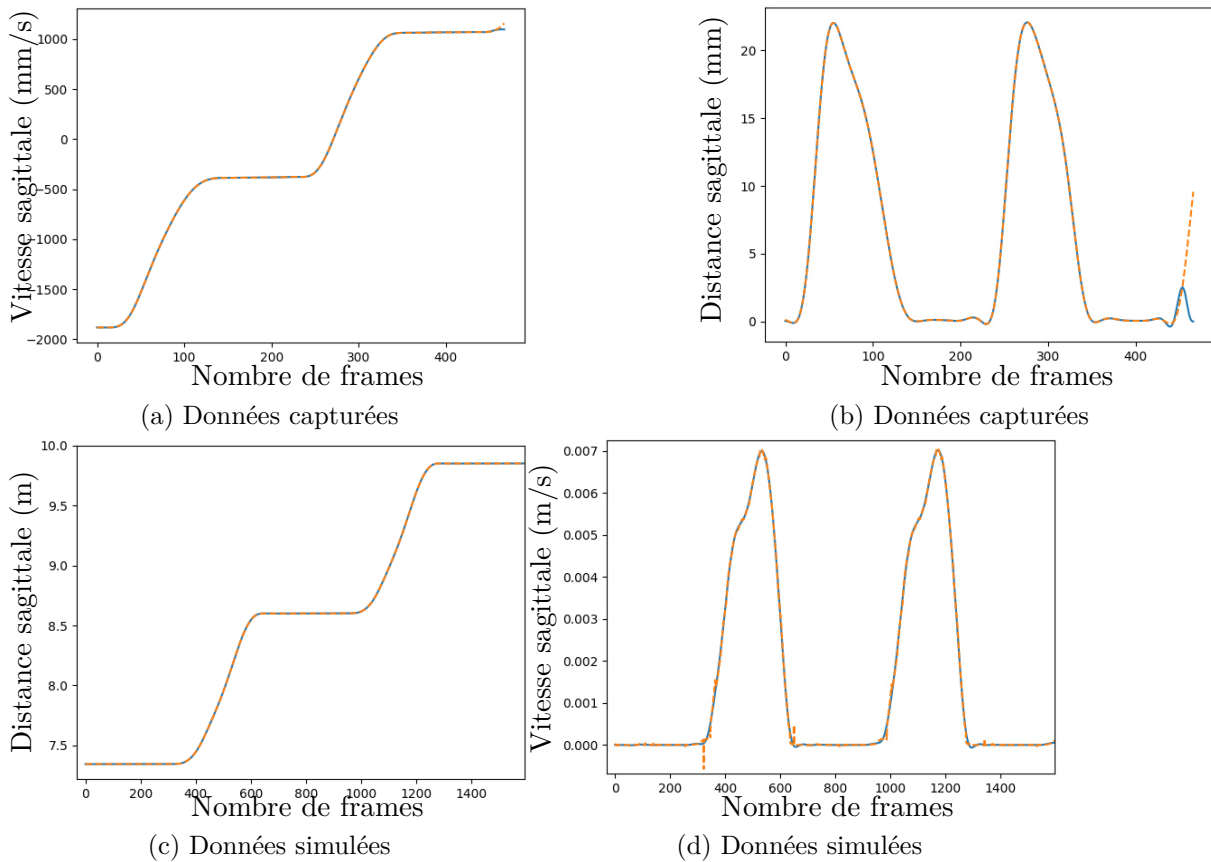 1000
500
0
−500
−1000
−1500
−2000
Vitesse sagittale (mm/s)
0 100 200 300 400
Nombre de frames
(a) Données capturées
20
15
10
5
0
Distance sagittale (mm)
0 100 200 300 400
Nombre de frames
(b) Données capturées
10.0
9.5
9.0
8.5
8.0
7.5
Distance sagittale (m)
0 200 400 600 800 1000 1200 1400
Nombre de frames
(c) Données simulées
0.007
0.006
0.005
0.004
0.003
0.002
0.001
0.000
Vitesse sagittale (m/s)
0 200 400 600 800 1000 1200 1400
Nombre de frames
(d) Données simulées